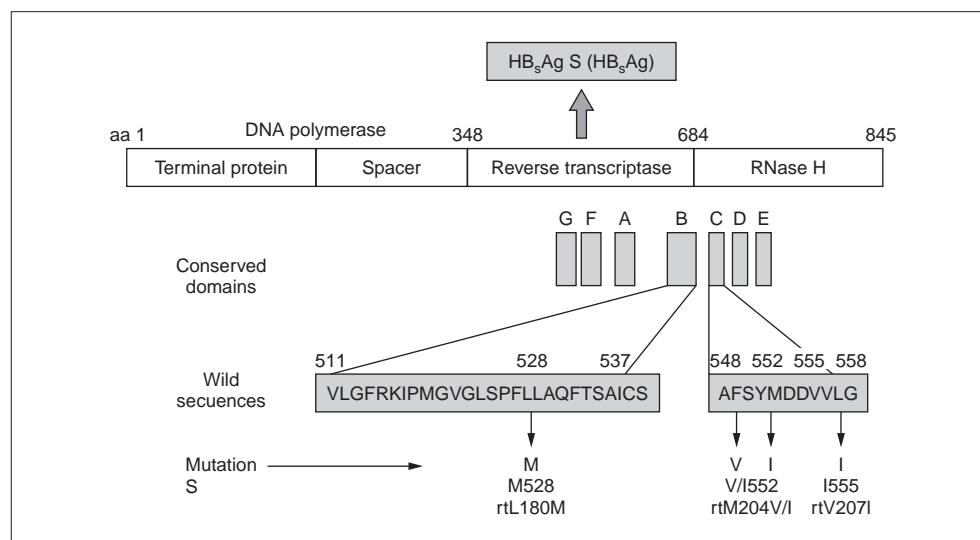 HBsAg S (HBsAg)
aa 1 DNA polymerase 348 684 845
Terminal protein Spacer Reverse transcriptase RNase H
G F A B C D E
Conserved
domains
511 528 537 548 552 555 558
Wild
secuences
VLGFRKIPMGVGLSPFLLAQFTSAICS AFSYMDDVVLG
Mutation
S
M V I I
M528 V/I552 I555
rtL180M rtM204V/I rtV207I